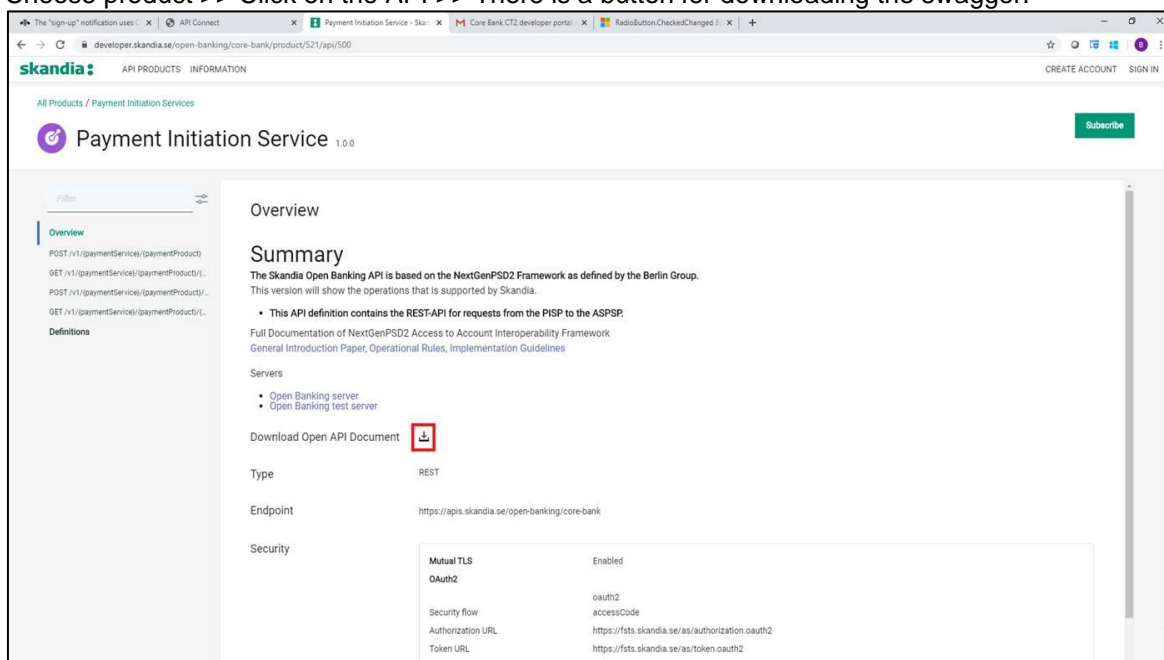 Choose product >> Click on the API >> There is a button for downloading the swagger.
The "sign-up" notification uses
API Connect
Payment Initiation Service - Skan
Core Bank CT2 developer portal
RadioButton.CheckedChanged E
developer.skandia.se/open-banking/core-bank/product/521/api/500
B
skandia:
API PRODUCTS INFORMATION
CREATE ACCOUNT SIGN IN
All Products / Payment Initiation Services
Payment Initiation Service 1.0.0
Subscribe
Filter
Overview
POST /v1/{paymentService}/{paymentProduct}
GET /v1/{paymentService}/{paymentProduct}/{...
POST /v1/{paymentService}/{paymentProduct}/...
GET /v1/{paymentService}/{paymentProduct}/{...
Definitions
Overview
Summary
The Skandia Open Banking API is based on the NextGenPSD2 Framework as defined by the Berlin Group.
This version will show the operations that is supported by Skandia.
• This API definition contains the REST-API for requests from the PISP to the ASPSP.
Full Documentation of NextGenPSD2 Access to Account Interoperability Framework
General Introduction Paper, Operational Rules, Implementation Guidelines
Servers
• Open Banking server
• Open Banking test server
Download Open API Document
Type REST
Endpoint https://apis.skandia.se/open-banking/core-bank
Security
Mutual TLS Enabled
OAuth2
oauth2
Security flow accessCode
Authorization URL https://fsts.skandia.se/as/authorization.oauth2
Token URL https://fsts.skandia.se/as/token.oauth2